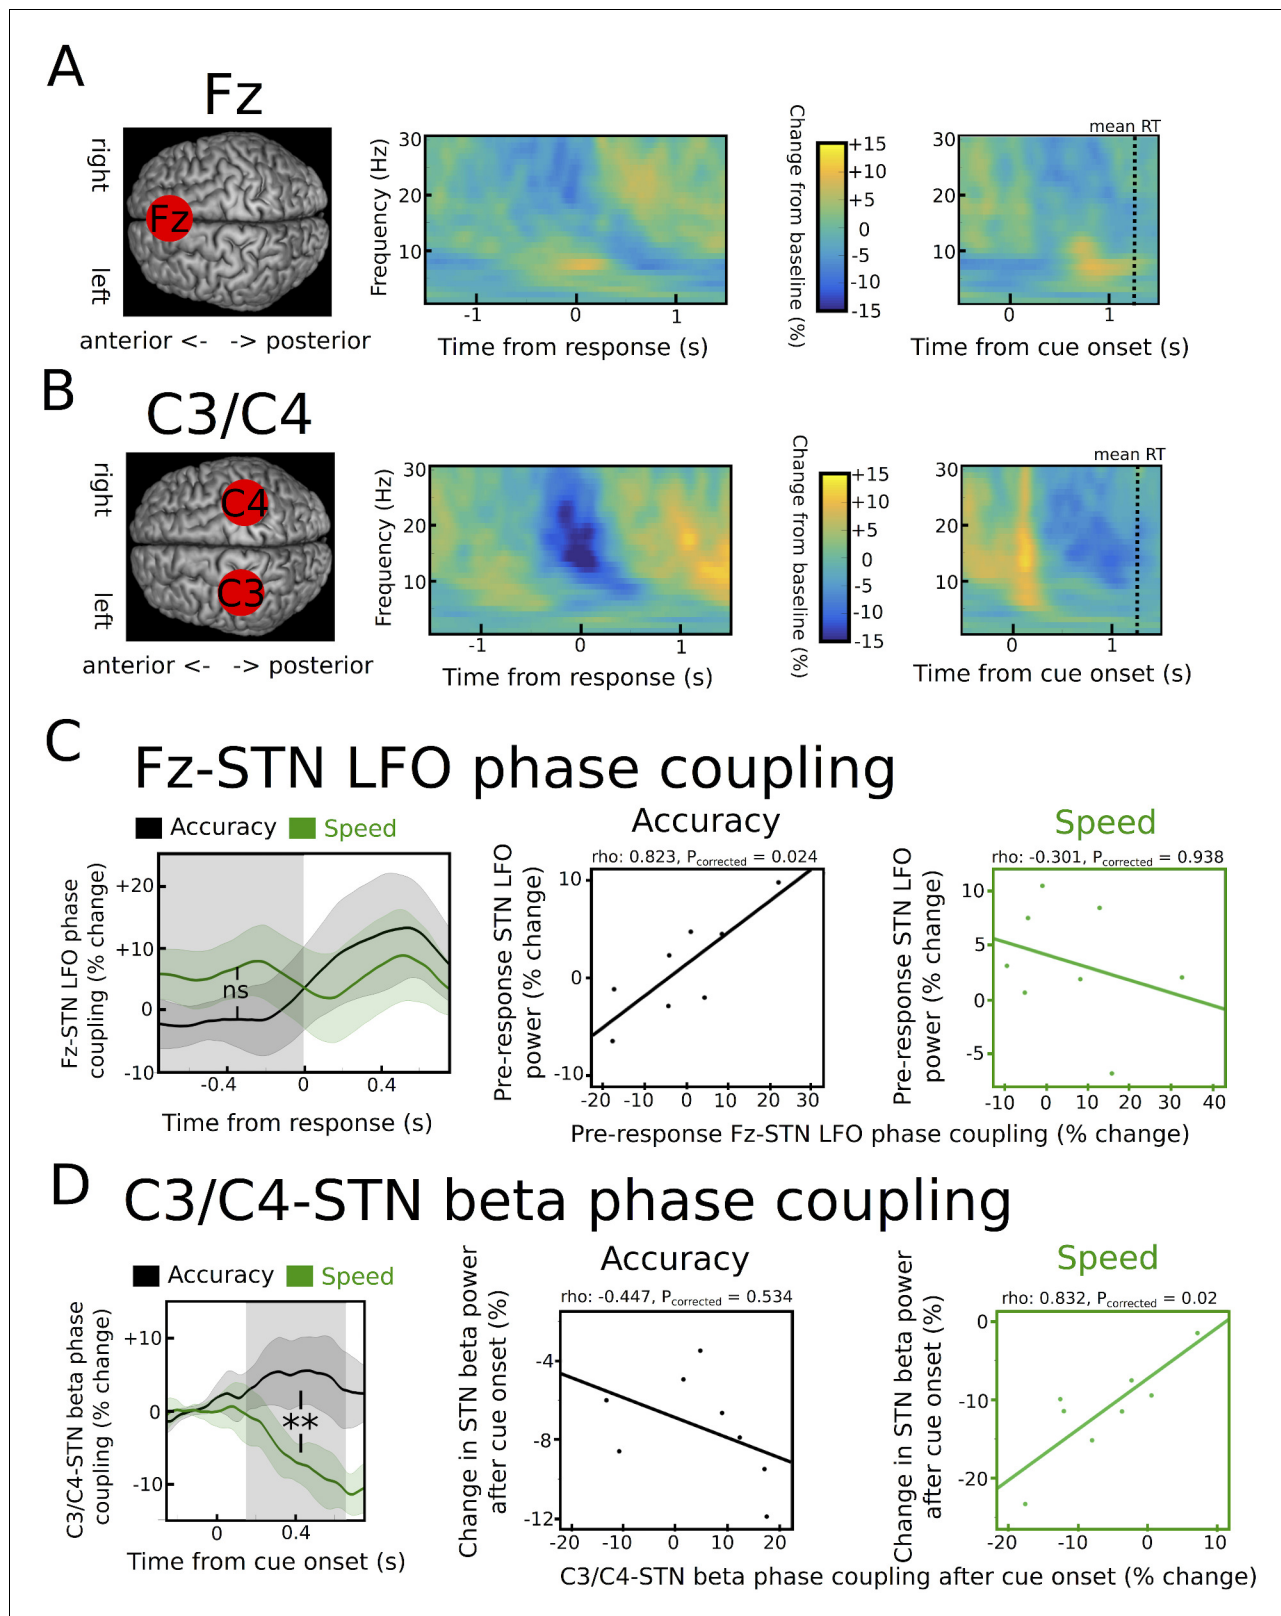 A
Fz
right
left
Fz
anterior <- -> posterior
Frequency (Hz)
30
20
10
-1 0 1
Time from response (s)
Change from baseline (%)
+15
+10
+5
0
-5
-10
-15
mean RT
30
20
10
0 1
Time from cue onset (s)
B
C3/C4
right
left
C4
C3
anterior <- -> posterior
Frequency (Hz)
30
20
10
-1 0 1
Time from response (s)
Change from baseline (%)
+15
+10
+5
0
-5
-10
-15
mean RT
30
20
10
0 1
Time from cue onset (s)
C
Fz-STN LFO phase coupling
Accuracy Speed
Fz-STN LFO phase
coupling (% change)
+20
+10
0
-10
ns
-0.4 0 0.4
Time from response (s)
Accuracy
rho: 0.823, Pcorrected = 0.024
Pre-response STN LFO
power (% change)
10
0
-10
-20 -10 0 10 20 30
Speed
rho: -0.301, Pcorrected = 0.938
Pre-response STN LFO
power (% change)
10
5
0
-5
-10 0 10 20 30 40
Pre-response Fz-STN LFO phase coupling (% change)
D
C3/C4-STN beta phase coupling
Accuracy Speed
C3/C4-STN beta phase
coupling (% change)
+10
0
-10
**
0 0.4
Time from cue onset (s)
Accuracy
rho: -0.447, Pcorrected = 0.534
Change in STN beta power
after cue onset (%)
-4
-8
-12
-20 -10 0 10 20
Speed
rho: 0.832, Pcorrected = 0.02
Change in STN beta power
after cue onset (%)
0
-10
-20
-20 -10 0 10
C3/C4-STN beta phase coupling after cue onset (% change)